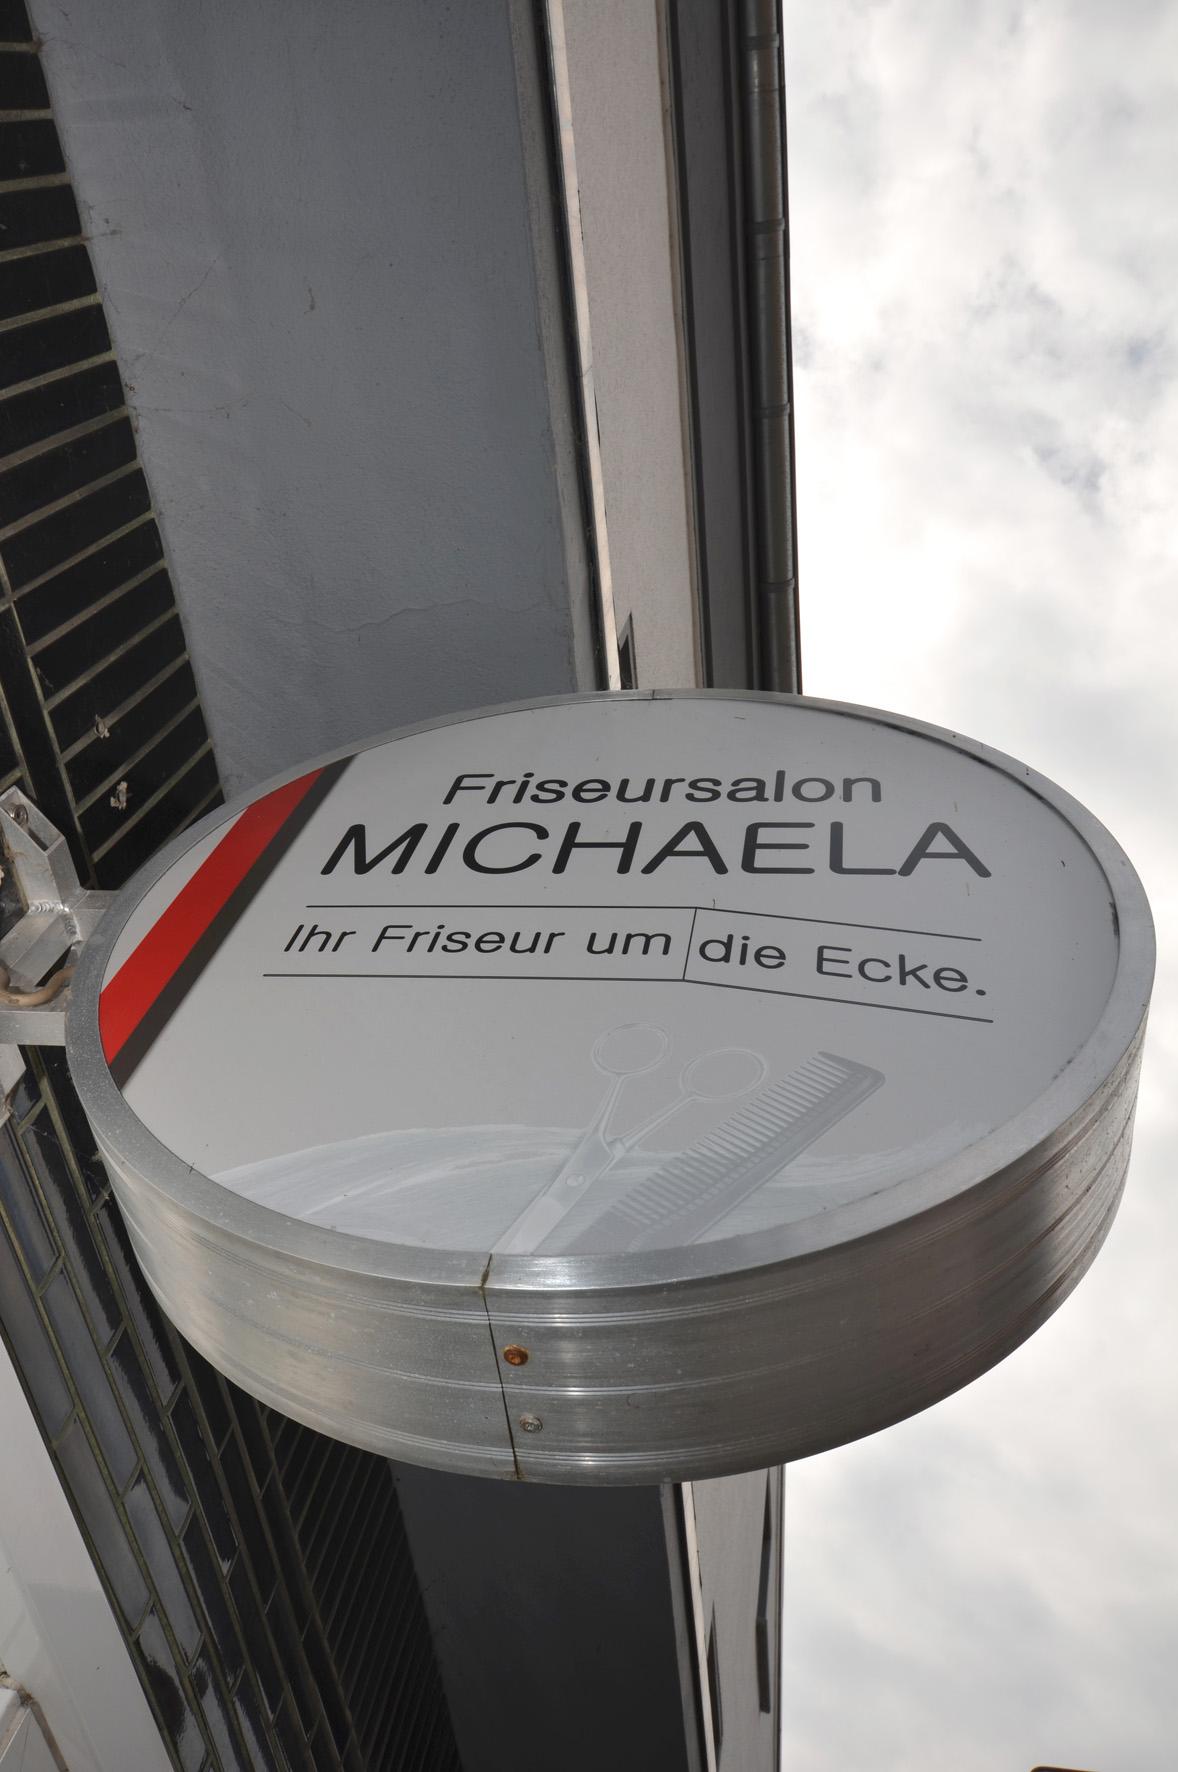 Friseursalon
MICHAELA
Ihr Friseur um die Ecke.